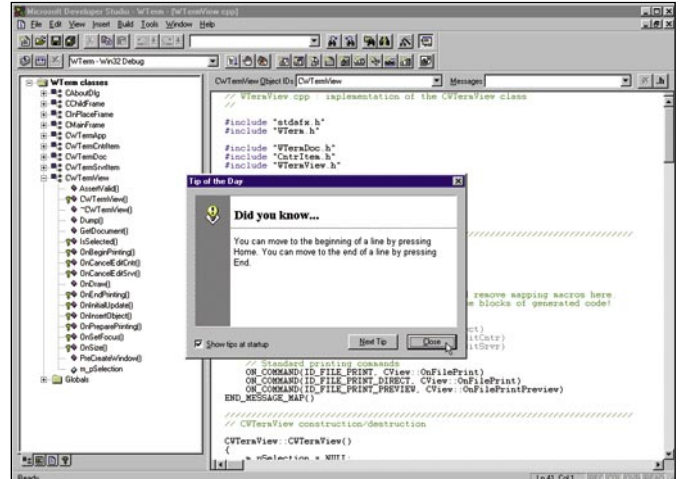 Microsoft Developer Studio - WTerm - [WTermView.cpp]
File Edit View Insert Build Tools Window Help
WTerm - Win32 Debug
WTerm classes
CAboutDlg
CChildFrame
CInPlaceFrame
CMainFrame
CWTermApp
CWTermCntrItem
CWTermDoc
CWTermSrvrItem
CWTermView
AssertValid()
CWTermView()
~CWTermView()
Dump()
GetDocument()
IsSelected()
OnBeginPrinting()
OnCancelEditCntr()
OnCancelEditSrvr()
OnDraw()
OnEndPrinting()
OnInitialUpdate()
OnInsertObject()
OnPreparePrinting()
OnSetFocus()
OnSize()
PreCreateWindow()
m_pSelection
Globals
CWTermView Object IDs: CWTermView Messages:
// WTermView.cpp : implementation of the CWTermView class
//
#include "stdafx.h"
#include "WTerm.h"
#include "WTermDoc.h"
#include "CntrItem.h"
#include "WTermView.h"
Tip of the Day
Did you know...
You can move to the beginning of a line by pressing
Home. You can move to the end of a line by pressing
End.
Show tips at startup
Next Tip
Close
remove mapping macros here.
blocks of generated code!
// Standard printing commands
ON_COMMAND(ID_FILE_PRINT, CView::OnFilePrint)
ON_COMMAND(ID_FILE_PRINT_DIRECT, CView::OnFilePrint)
ON_COMMAND(ID_FILE_PRINT_PREVIEW, CView::OnFilePrintPreview)
END_MESSAGE_MAP()
/////////////////////////////////////////////////////////////////////////////
// CWTermView construction/destruction
CWTermView::CWTermView()
{
m_pSelection = NULL;
Ready
Ln 41, Col 1